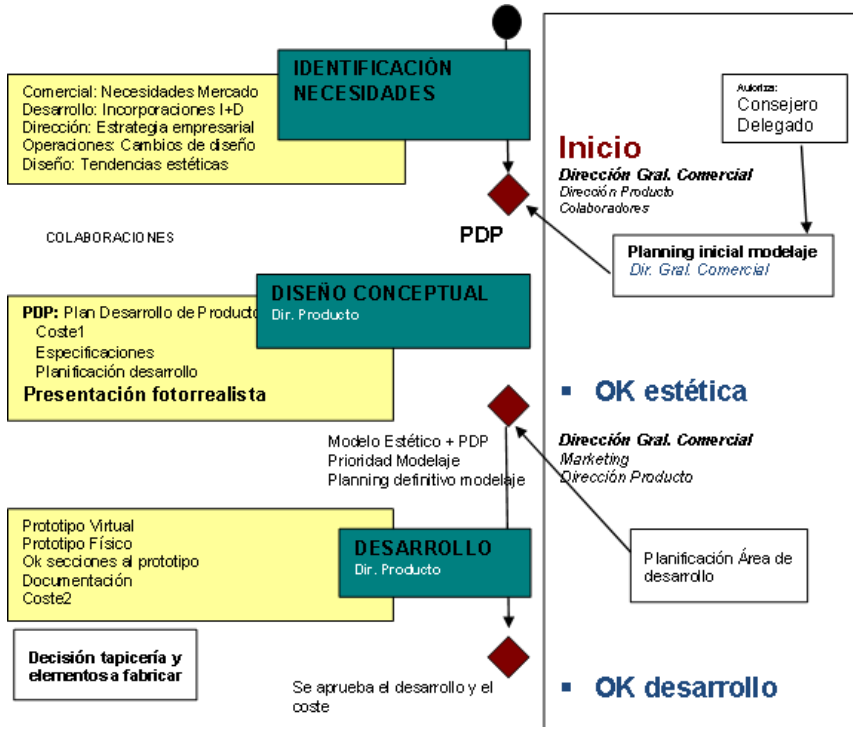 IDENTIFICACIÓN
NECESIDADES
Comercial: Necesidades Mercado
Desarrollo: Incorporaciones I+D
Dirección: Estrategia empresarial
Operaciones: Cambios de diseño
Diseño: Tendencias estéticas
Autoriza:
Consejero
Delegado
Inicio
Dirección Gral. Comercial
Dirección Producto
Colaboradores
COLABORACIONES
PDP
Planning inicial modelaje
Dir. Gral. Comercial
DISEÑO CONCEPTUAL
Dir. Producto
PDP: Plan Desarrollo de Producto
Coste1
Especificaciones
Planificación desarrollo
Presentación fotorrealista
▪ OK estética
Modelo Estético + PDP
Prioridad Modelaje
Planning definitivo modelaje
Dirección Gral. Comercial
Marketing
Dirección Producto
Prototipo Virtual
Prototipo Físico
Ok secciones al prototipo
Documentación
Coste2
DESARROLLO
Dir. Producto
Planificación Área de
desarrollo
Decisión tapicería y
elementos a fabricar
Se aprueba el desarrollo y el
coste
▪ OK desarrollo